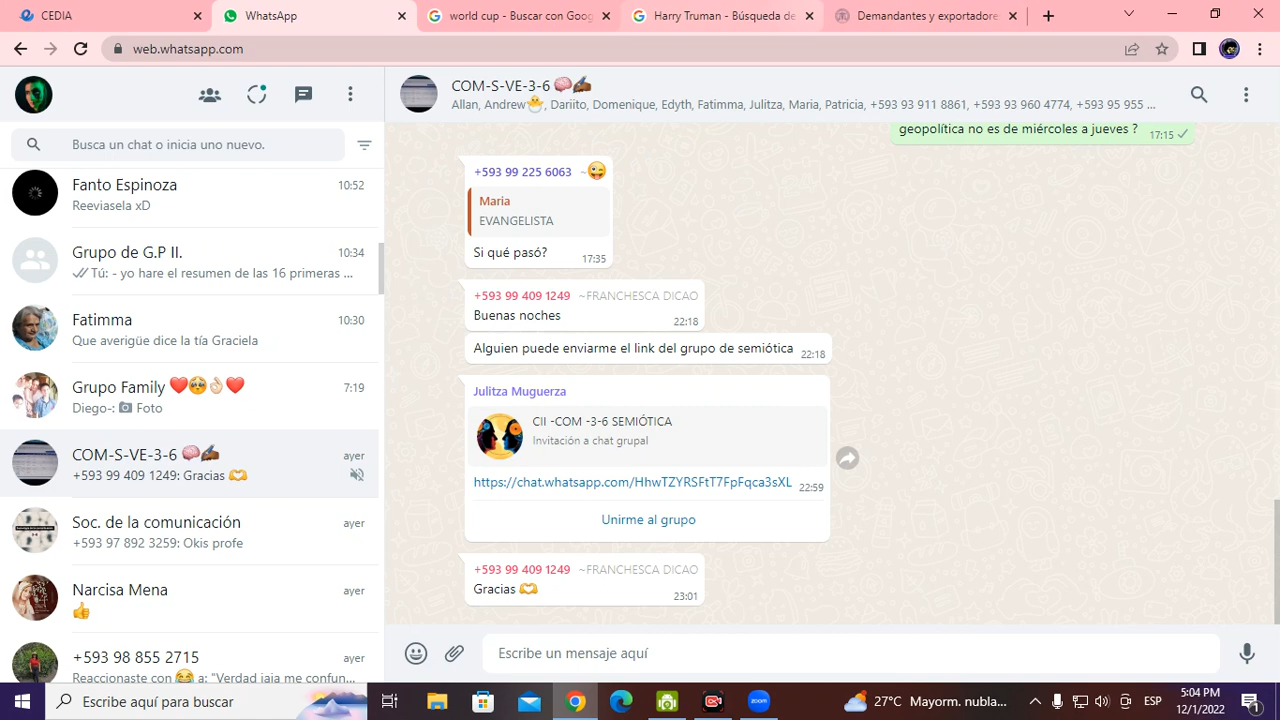 CEDIA
WhatsApp
world cup - Buscar con Goog
Harry Truman - Búsqueda de
Demandantes y exportadore
web.whatsapp.com
Busca un chat o inicia uno nuevo.
Fanto Espinoza 10:52
Reeviasela xD
Grupo de G.P II. 10:34
Tú: - yo hare el resumen de las 16 primeras ...
Fatimma 10:30
Que averigüe dice la tía Graciela
Grupo Family ❤️🥺👌🏻❤️ 7:19
Diego-: 📷 Foto
COM-S-VE-3-6 🧠✍🏿 ayer
+593 99 409 1249: Gracias 🫶
Soc. de la comunicación ayer
+593 97 892 3259: Okis profe
Narcisa Mena ayer
👍
+593 98 855 2715 ayer
Reaccionaste con 😂 a: "Verdad jaja me confun...
COM-S-VE-3-6 🧠✍🏿
Allan, Andrew🐣, Dariito, Domenique, Edyth, Fatimma, Julitza, Maria, Patricia, +593 93 911 8861, +593 93 960 4774, +593 95 955 ...
geopolítica no es de miércoles a jueves ? 17:15
+593 99 225 6063 ~😜
Maria
EVANGELISTA
Si qué pasó? 17:35
+593 99 409 1249 ~FRANCHESCA DICAO
Buenas noches 22:18
Alguien puede enviarme el link del grupo de semiótica 22:18
Julitza Muguerza
CII -COM -3-6 SEMIÓTICA
Invitación a chat grupal
https://chat.whatsapp.com/HhwTZYRSFtT7FpFqca3sXL 22:59
Unirme al grupo
+593 99 409 1249 ~FRANCHESCA DICAO
Gracias 🫶 23:01
Escribe un mensaje aquí
Escribe aquí para buscar
zoom
27°C Mayorm. nubla...
ESP
5:04 PM
12/1/2022
1